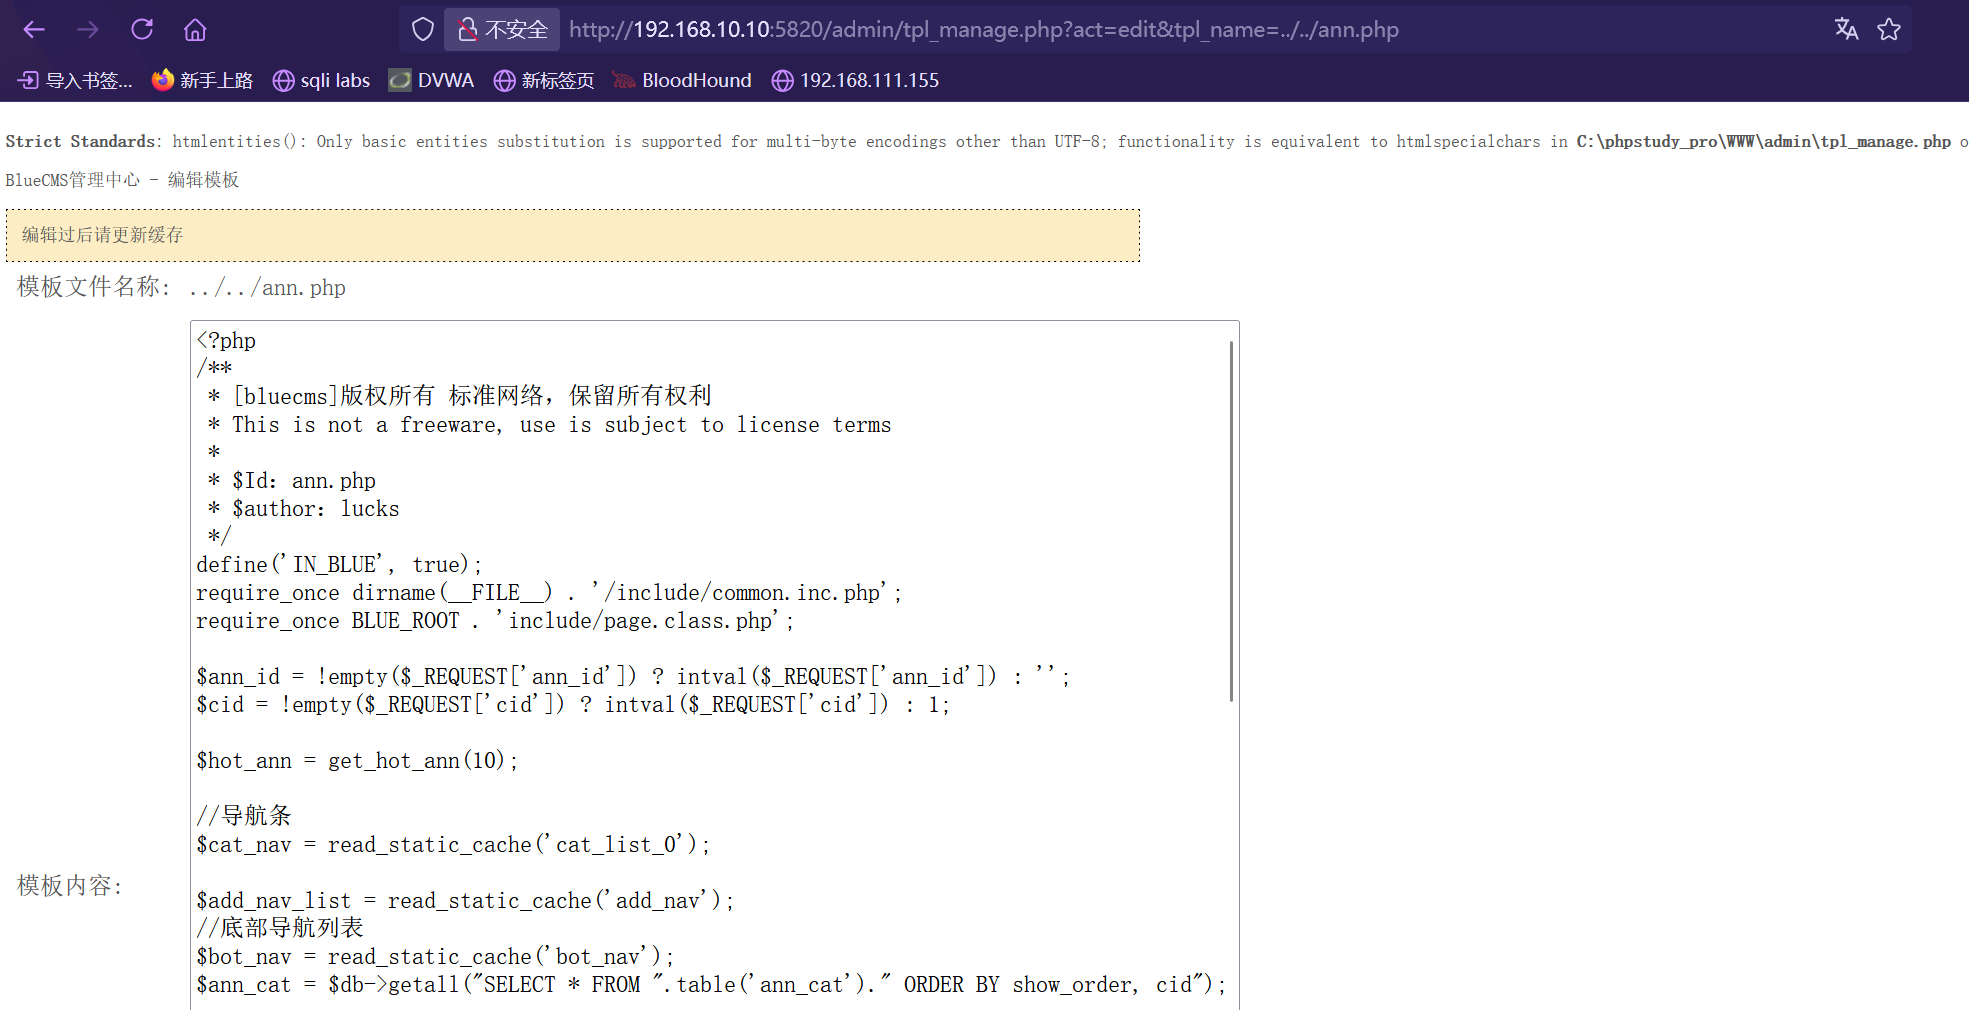 不安全 http://192.168.10.10:5820/admin/tpl_manage.php?act=edit&tpl_name=../../ann.php
导入书签... 新手上路 sqli labs DVWA 新标签页 BloodHound 192.168.111.155
Strict Standards: htmlentities(): Only basic entities substitution is supported for multi-byte encodings other than UTF-8; functionality is equivalent to htmlspecialchars in C:\phpstudy_pro\WWW\admin\tpl_manage.php o
BlueCMS管理中心 - 编辑模板
编辑过后请更新缓存
模板文件名称: ../../ann.php
<?php
/**
 * [bluecms]版权所有 标准网络，保留所有权利
 * This is not a freeware, use is subject to license terms
 *
 * $Id：ann.php
 * $author：lucks
 */
define('IN_BLUE', true);
require_once dirname(__FILE__) . '/include/common.inc.php';
require_once BLUE_ROOT . 'include/page.class.php';
$ann_id = !empty($_REQUEST['ann_id']) ? intval($_REQUEST['ann_id']) : '';
$cid = !empty($_REQUEST['cid']) ? intval($_REQUEST['cid']) : 1;
$hot_ann = get_hot_ann(10);
//导航条
$cat_nav = read_static_cache('cat_list_0');
模板内容:
$add_nav_list = read_static_cache('add_nav');
//底部导航列表
$bot_nav = read_static_cache('bot_nav');
$ann_cat = $db->getall("SELECT * FROM ".table('ann_cat')." ORDER BY show_order, cid");